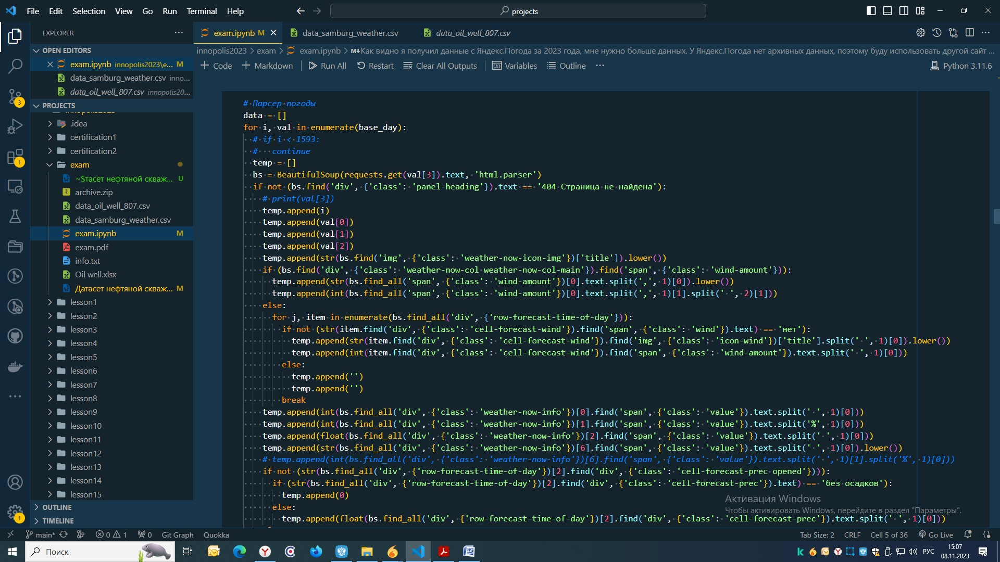 File Edit Selection View Go Run Terminal Help
projects
EXPLORER
exam.ipynb M
data_samburg_weather.csv
data_oil_well_807.csv
OPEN EDITORS
innopolis2023 > exam > exam.ipynb > M↓Как видно я получил данные с Яндекс.Погода за 2023 года, мне нужно больше данных. У Яндекс.Погода нет архивных данных, поэтому буду использовать другой сайт ...
exam.ipynb innopolis2023\e... M
+ Code + Markdown Run All Restart Clear All Outputs Variables Outline ...
Python 3.11.6
data_samburg_weather.csv inno...
data_oil_well_807.csv innopolis20...
PROJECTS
.idea
certification1
certification2
exam
~$тасет нефтяной скваж... U
archive.zip
data_oil_well_807.csv
data_samburg_weather.csv
exam.ipynb M
exam.pdf
info.txt
Oil well.xlsx
Датасет нефтяной скваж... M
lesson1
lesson2
lesson3
lesson4
lesson5
lesson6
lesson7
lesson8
lesson9
lesson10
lesson11
lesson12
lesson13
lesson14
lesson15
OUTLINE
TIMELINE
3
1
1
# Парсер погоды
data = []
for i, val in enumerate(base_day):
  # if i < 1593:
  #   continue
  temp = []
  bs = BeautifulSoup(requests.get(val[3]).text, 'html.parser')
  if not (bs.find('div', {'class': 'panel-heading'}).text == '404 Страница не найдена'):
    # print(val[3])
    temp.append(i)
    temp.append(val[0])
    temp.append(val[1])
    temp.append(val[2])
    temp.append(str(bs.find('img', {'class': 'weather-now-icon-img'})['title']).lower())
    if (bs.find('div', {'class': 'weather-now-col weather-now-col-main'}).find('span', {'class': 'wind-amount'})):
      temp.append(str(bs.find_all('span', {'class': 'wind-amount'})[0].text.split(',', 1)[0]).lower())
      temp.append(int(bs.find_all('span', {'class': 'wind-amount'})[0].text.split(',', 1)[1].split(' ', 2)[1]))
    else:
      for j, item in enumerate(bs.find_all('div', {'row-forecast-time-of-day'})):
        if not (str(item.find('div', {'class': 'cell-forecast-wind'}).find('span', {'class': 'wind'}).text) == 'нет'):
          temp.append(str(item.find('div', {'class': 'cell-forecast-wind'}).find('img', {'class': 'icon-wind'})['title'].split(' ', 1)[0]).lower())
          temp.append(int(item.find('div', {'class': 'cell-forecast-wind'}).find('span', {'class': 'wind-amount'}).text.split(' ', 1)[0]))
        else:
          temp.append('')
          temp.append('')
        break
    temp.append(int(bs.find_all('div', {'class': 'weather-now-info'})[0].find('span', {'class': 'value'}).text.split(' ', 1)[0]))
    temp.append(int(bs.find_all('div', {'class': 'weather-now-info'})[1].find('span', {'class': 'value'}).text.split('%', 1)[0]))
    temp.append(float(bs.find_all('div', {'class': 'weather-now-info'})[2].find('span', {'class': 'value'}).text.split(' ', 1)[0]))
    temp.append(str(bs.find_all('div', {'class': 'weather-now-info'})[6].find('span', {'class': 'value'}).text.split(' ', 1)[0]).lower())
    # temp.append(int(bs.find_all('div', {'class': 'weather-now-info'})[6].find('span', {'class': 'value'}).text.split(' ', 1)[1].split('%', 1)[0]))
    if not (str(bs.find_all('div', {'row-forecast-time-of-day'})[2].find('div', {'class': 'cell-forecast-prec opened'}))):
      if (str(bs.find_all('div', {'row-forecast-time-of-day'})[2].find('div', {'class': 'cell-forecast-prec'}).text) == 'без осадков'):
        temp.append(0)
      else:
        temp.append(float(bs.find_all('div', {'row-forecast-time-of-day'})[2].find('div', {'class': 'cell-forecast-prec'}).text.split(' ', 1)[0]))
Активация Windows
Чтобы активировать Windows, перейдите в раздел "Параметры".
main* 0 1 0 Git Graph Quokka
Tab Size: 2 CRLF Cell 5 of 36 Go Live
Поиск
РУС
15:07
08.11.2023